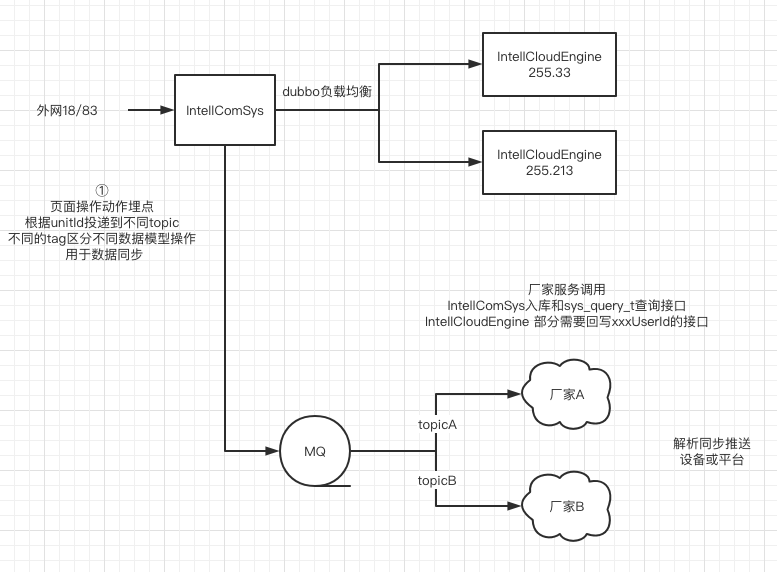 IntellCloudEngine
255.33
dubbo负载均衡
外网18/83
IntellComSys
IntellCloudEngine
255.213
①
页面操作动作埋点
根据unitId投递到不同topic
不同的tag区分不同数据模型操作
用于数据同步
厂家服务调用
IntellComSys入库和sys_query_t查询接口
IntellCloudEngine 部分需要回写xxxUserId的接口
厂家A
topicA
MQ
解析同步推送
设备或平台
topicB
厂家B